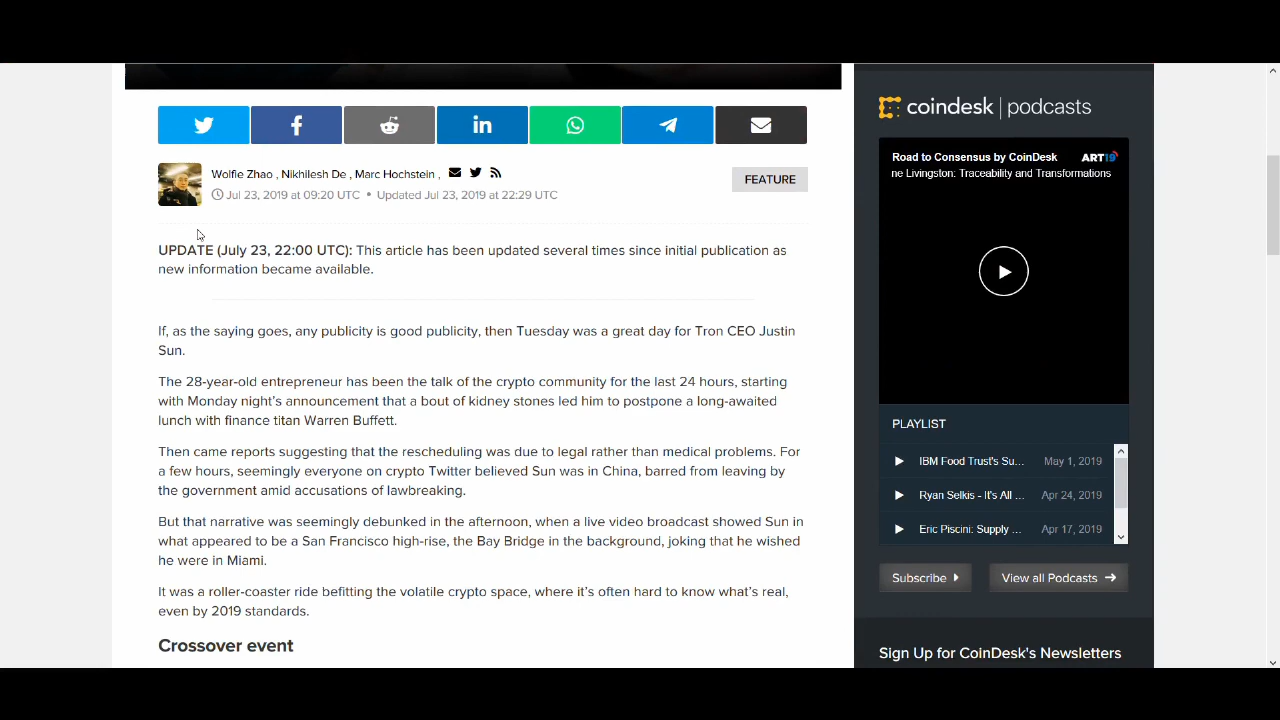 coindesk | podcasts
Road to Consensus by CoinDesk
ART19
ne Livingston: Traceability and Transformations
Wolfie Zhao , Nikhilesh De , Marc Hochstein ,
FEATURE
Jul 23, 2019 at 09:20 UTC • Updated Jul 23, 2019 at 22:29 UTC
UPDATE (July 23, 22:00 UTC): This article has been updated several times since initial publication as
new information became available.
If, as the saying goes, any publicity is good publicity, then Tuesday was a great day for Tron CEO Justin
Sun.
The 28-year-old entrepreneur has been the talk of the crypto community for the last 24 hours, starting
with Monday night's announcement that a bout of kidney stones led him to postpone a long-awaited
lunch with finance titan Warren Buffett.
Then came reports suggesting that the rescheduling was due to legal rather than medical problems. For
a few hours, seemingly everyone on crypto Twitter believed Sun was in China, barred from leaving by
the government amid accusations of lawbreaking.
But that narrative was seemingly debunked in the afternoon, when a live video broadcast showed Sun in
what appeared to be a San Francisco high-rise, the Bay Bridge in the background, joking that he wished
he were in Miami.
It was a roller-coaster ride befitting the volatile crypto space, where it's often hard to know what's real,
even by 2019 standards.
Crossover event
PLAYLIST
IBM Food Trust's Su... May 1, 2019
Ryan Selkis - It's All ... Apr 24, 2019
Eric Piscini: Supply ... Apr 17, 2019
Subscribe
View all Podcasts
Sign Up for CoinDesk's Newsletters